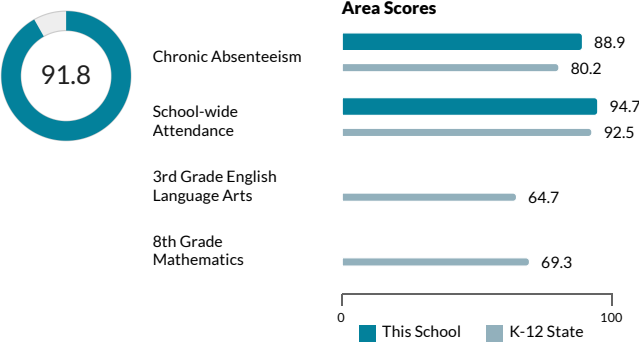 Area Scores
91.8
Chronic Absenteeism
88.9
80.2
School-wide
Attendance
94.7
92.5
3rd Grade English
Language Arts
64.7
8th Grade
Mathematics
69.3
0
100
This School
K-12 State